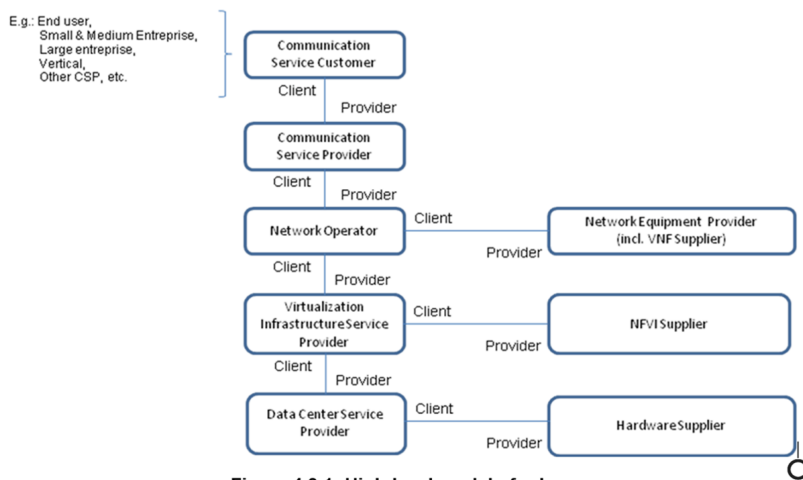 E.g.: End user,
Small & Medium Entreprise,
Large entreprise,
Vertical,
Other CSP, etc.
Communication
Service Customer
Client
Provider
Communication
Service Provider
Client
Provider
Network Operator
Client
Provider
Network Equipment Provider
(incl. VNF Supplier)
Client
Provider
Virtualization
Infrastructure Service
Provider
Client
Provider
NFVI Supplier
Client
Provider
Data Center Service
Provider
Client
Provider
Hardware Supplier